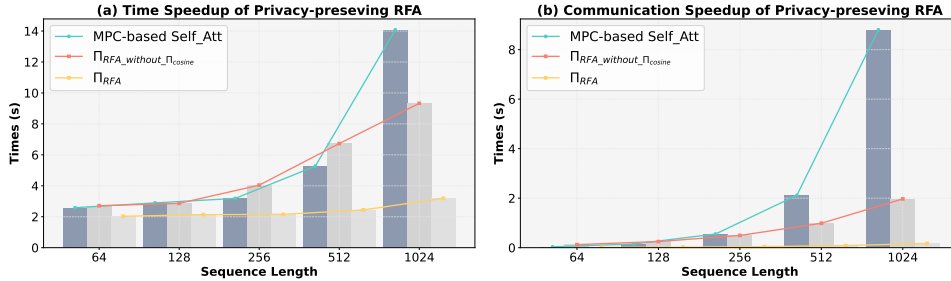 (a) Time Speedup of Privacy-preseving RFA
MPC-based Self_Att
Π_RFA_without_Π_cosine
Π_RFA
Times (s)
14
12
10
8
6
4
2
0
64
128
256
512
1024
Sequence Length
(b) Communication Speedup of Privacy-preseving RFA
MPC-based Self_Att
Π_RFA_without_Π_cosine
Π_RFA
Times (s)
8
6
4
2
0
64
128
256
512
1024
Sequence Length